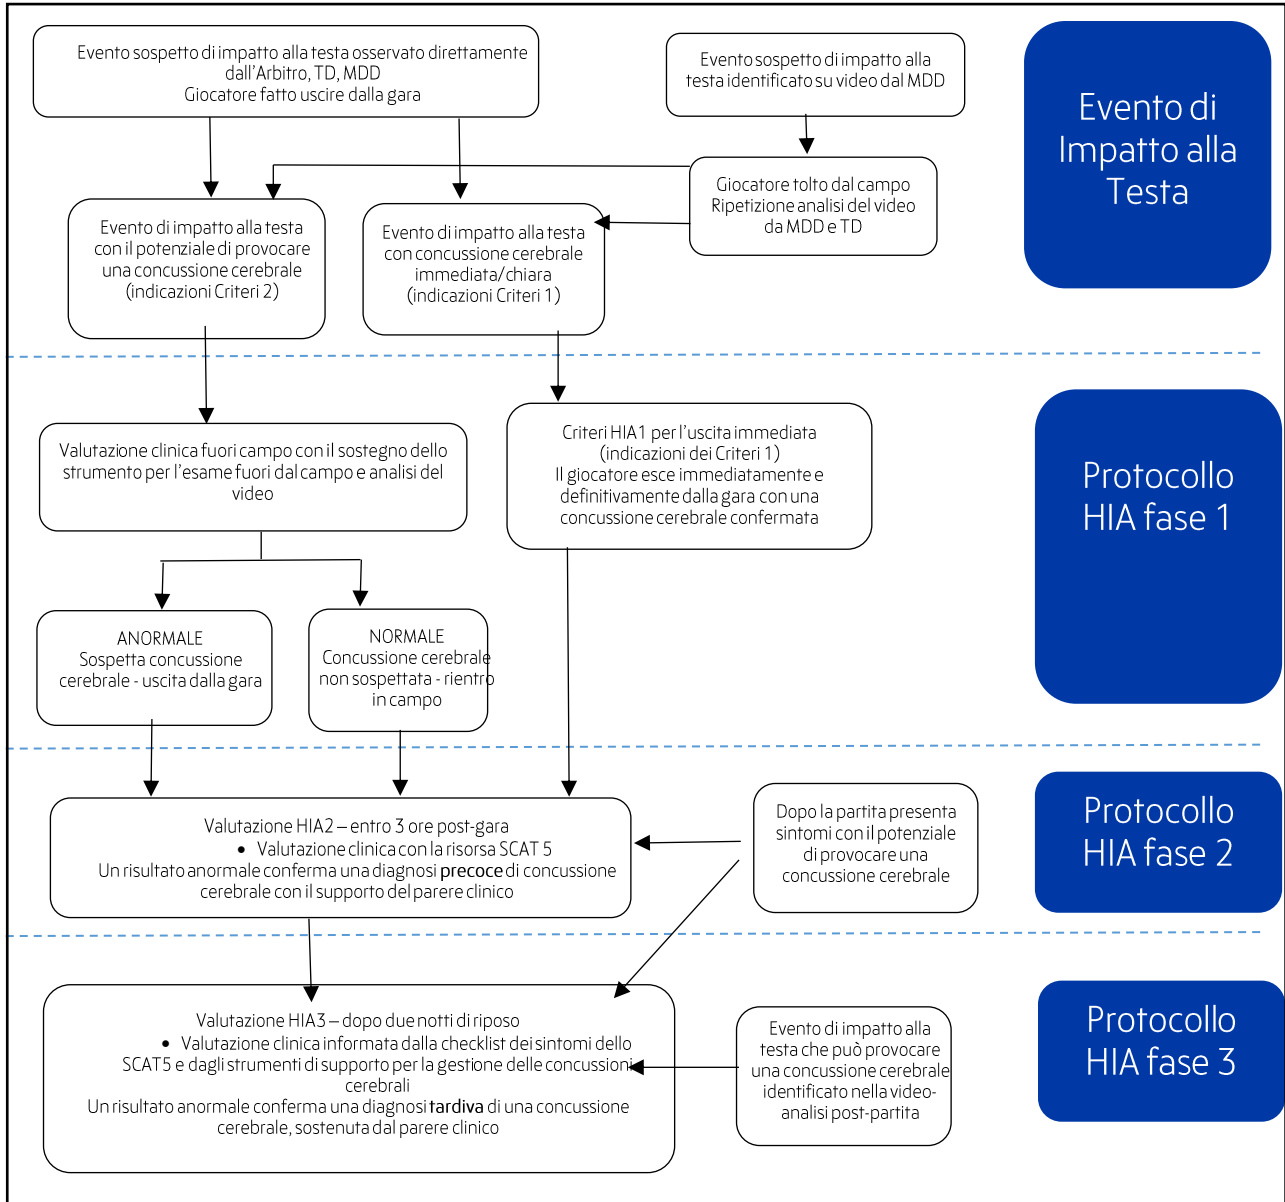 Evento sospetto di impatto alla testa osservato direttamente
dall'Arbitro, TD, MDD
Giocatore fatto uscire dalla gara
Evento sospetto di impatto alla
testa identificato su video dal MDD
Evento di
Impatto alla
Testa
Giocatore tolto dal campo
Ripetizione analisi del video
da MDD e TD
Evento di impatto alla testa
con il potenziale di provocare
una concussione cerebrale
(indicazioni Criteri 2)
Evento di impatto alla testa
con concussione cerebrale
immediata/chiara
(indicazioni Criteri 1)
Valutazione clinica fuori campo con il sostegno dello
strumento per l'esame fuori dal campo e analisi del
video
Criteri HIA1 per l'uscita immediata
(indicazioni dei Criteri 1)
Il giocatore esce immediatamente e
definitivamente dalla gara con una
concussione cerebrale confermata
Protocollo
HIA fase 1
ANORMALE
Sospetta concussione
cerebrale - uscita dalla gara
NORMALE
Concussione cerebrale
non sospettata - rientro
in campo
Valutazione HIA2 – entro 3 ore post-gara
• Valutazione clinica con la risorsa SCAT 5
Un risultato anormale conferma una diagnosi precoce di concussione
cerebrale con il supporto del parere clinico
Dopo la partita presenta
sintomi con il potenziale
di provocare una
concussione cerebrale
Protocollo
HIA fase 2
Valutazione HIA3 – dopo due notti di riposo
• Valutazione clinica informata dalla checklist dei sintomi dello
SCAT5 e dagli strumenti di supporto per la gestione delle concussioni
cerebrali
Un risultato anormale conferma una diagnosi tardiva di una concussione
cerebrale, sostenuta dal parere clinico
Evento di impatto alla
testa che può provocare
una concussione cerebrale
identificato nella video-
analisi post-partita
Protocollo
HIA fase 3